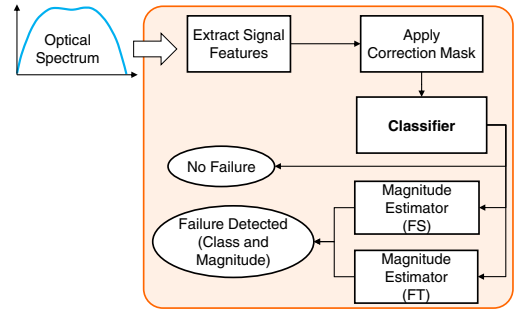 Optical
Spectrum
Extract Signal
Features
Apply
Correction Mask
Classifier
No Failure
Magnitude
Estimator
(FS)
Failure Detected
(Class and
Magnitude)
Magnitude
Estimator
(FT)